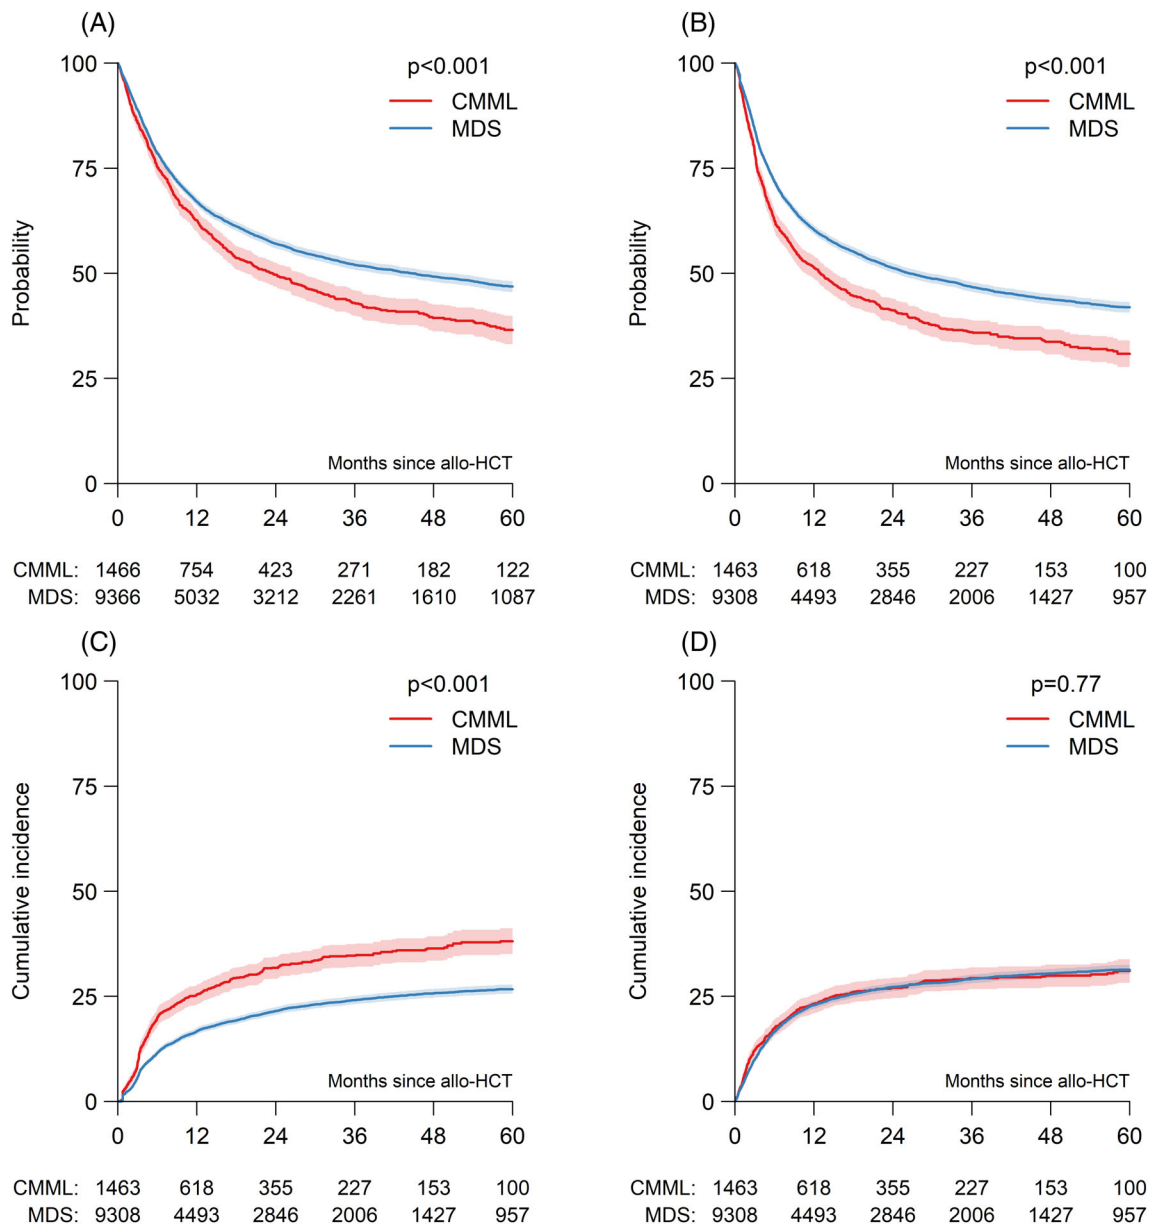 (A)
p<0.001
CMML
MDS
Probability
100
75
50
25
0
Months since allo-HCT
0 12 24 36 48 60
CMML: 1466 754 423 271 182 122
MDS: 9366 5032 3212 2261 1610 1087
(B)
p<0.001
CMML
MDS
Probability
100
75
50
25
0
Months since allo-HCT
0 12 24 36 48 60
CMML: 1463 618 355 227 153 100
MDS: 9308 4493 2846 2006 1427 957
(C)
p<0.001
CMML
MDS
Cumulative incidence
100
75
50
25
0
Months since allo-HCT
0 12 24 36 48 60
CMML: 1463 618 355 227 153 100
MDS: 9308 4493 2846 2006 1427 957
(D)
p=0.77
CMML
MDS
Cumulative incidence
100
75
50
25
0
Months since allo-HCT
0 12 24 36 48 60
CMML: 1463 618 355 227 153 100
MDS: 9308 4493 2846 2006 1427 957